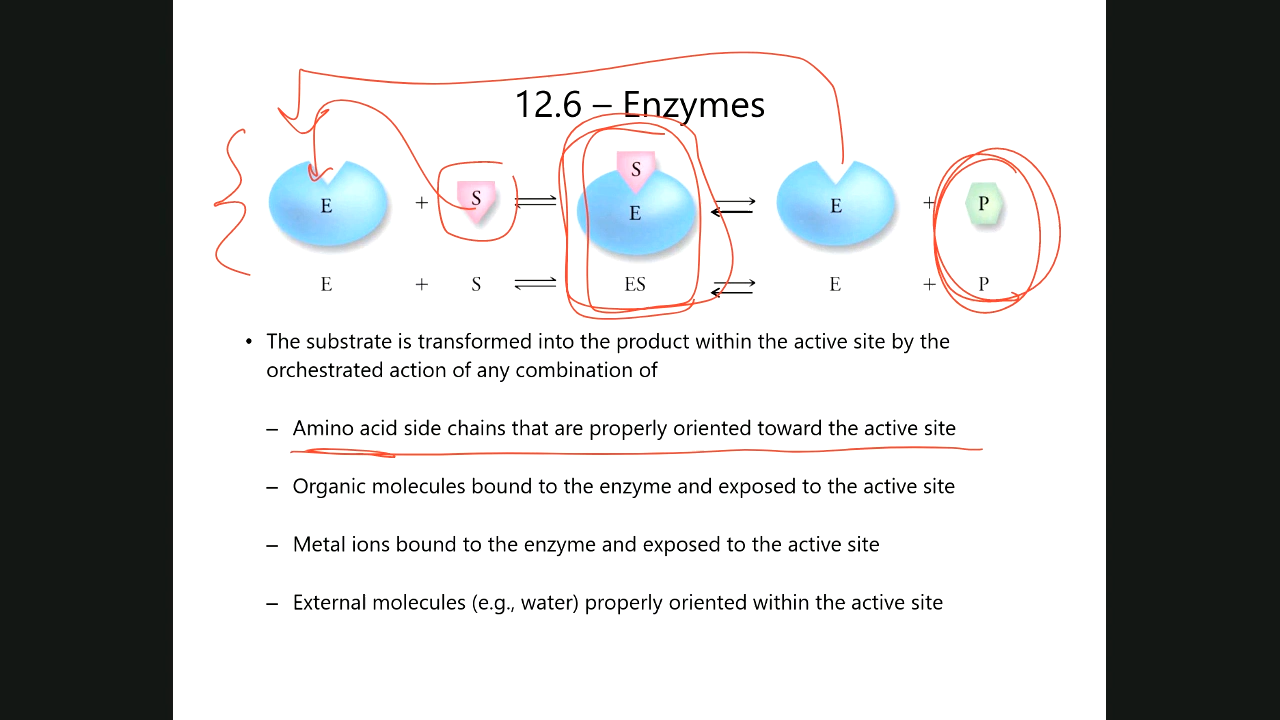 12.6 – Enzymes
E + S ES E + P
E + S ES E + P
• The substrate is transformed into the product within the active site by the
orchestrated action of any combination of
– Amino acid side chains that are properly oriented toward the active site
– Organic molecules bound to the enzyme and exposed to the active site
– Metal ions bound to the enzyme and exposed to the active site
– External molecules (e.g., water) properly oriented within the active site